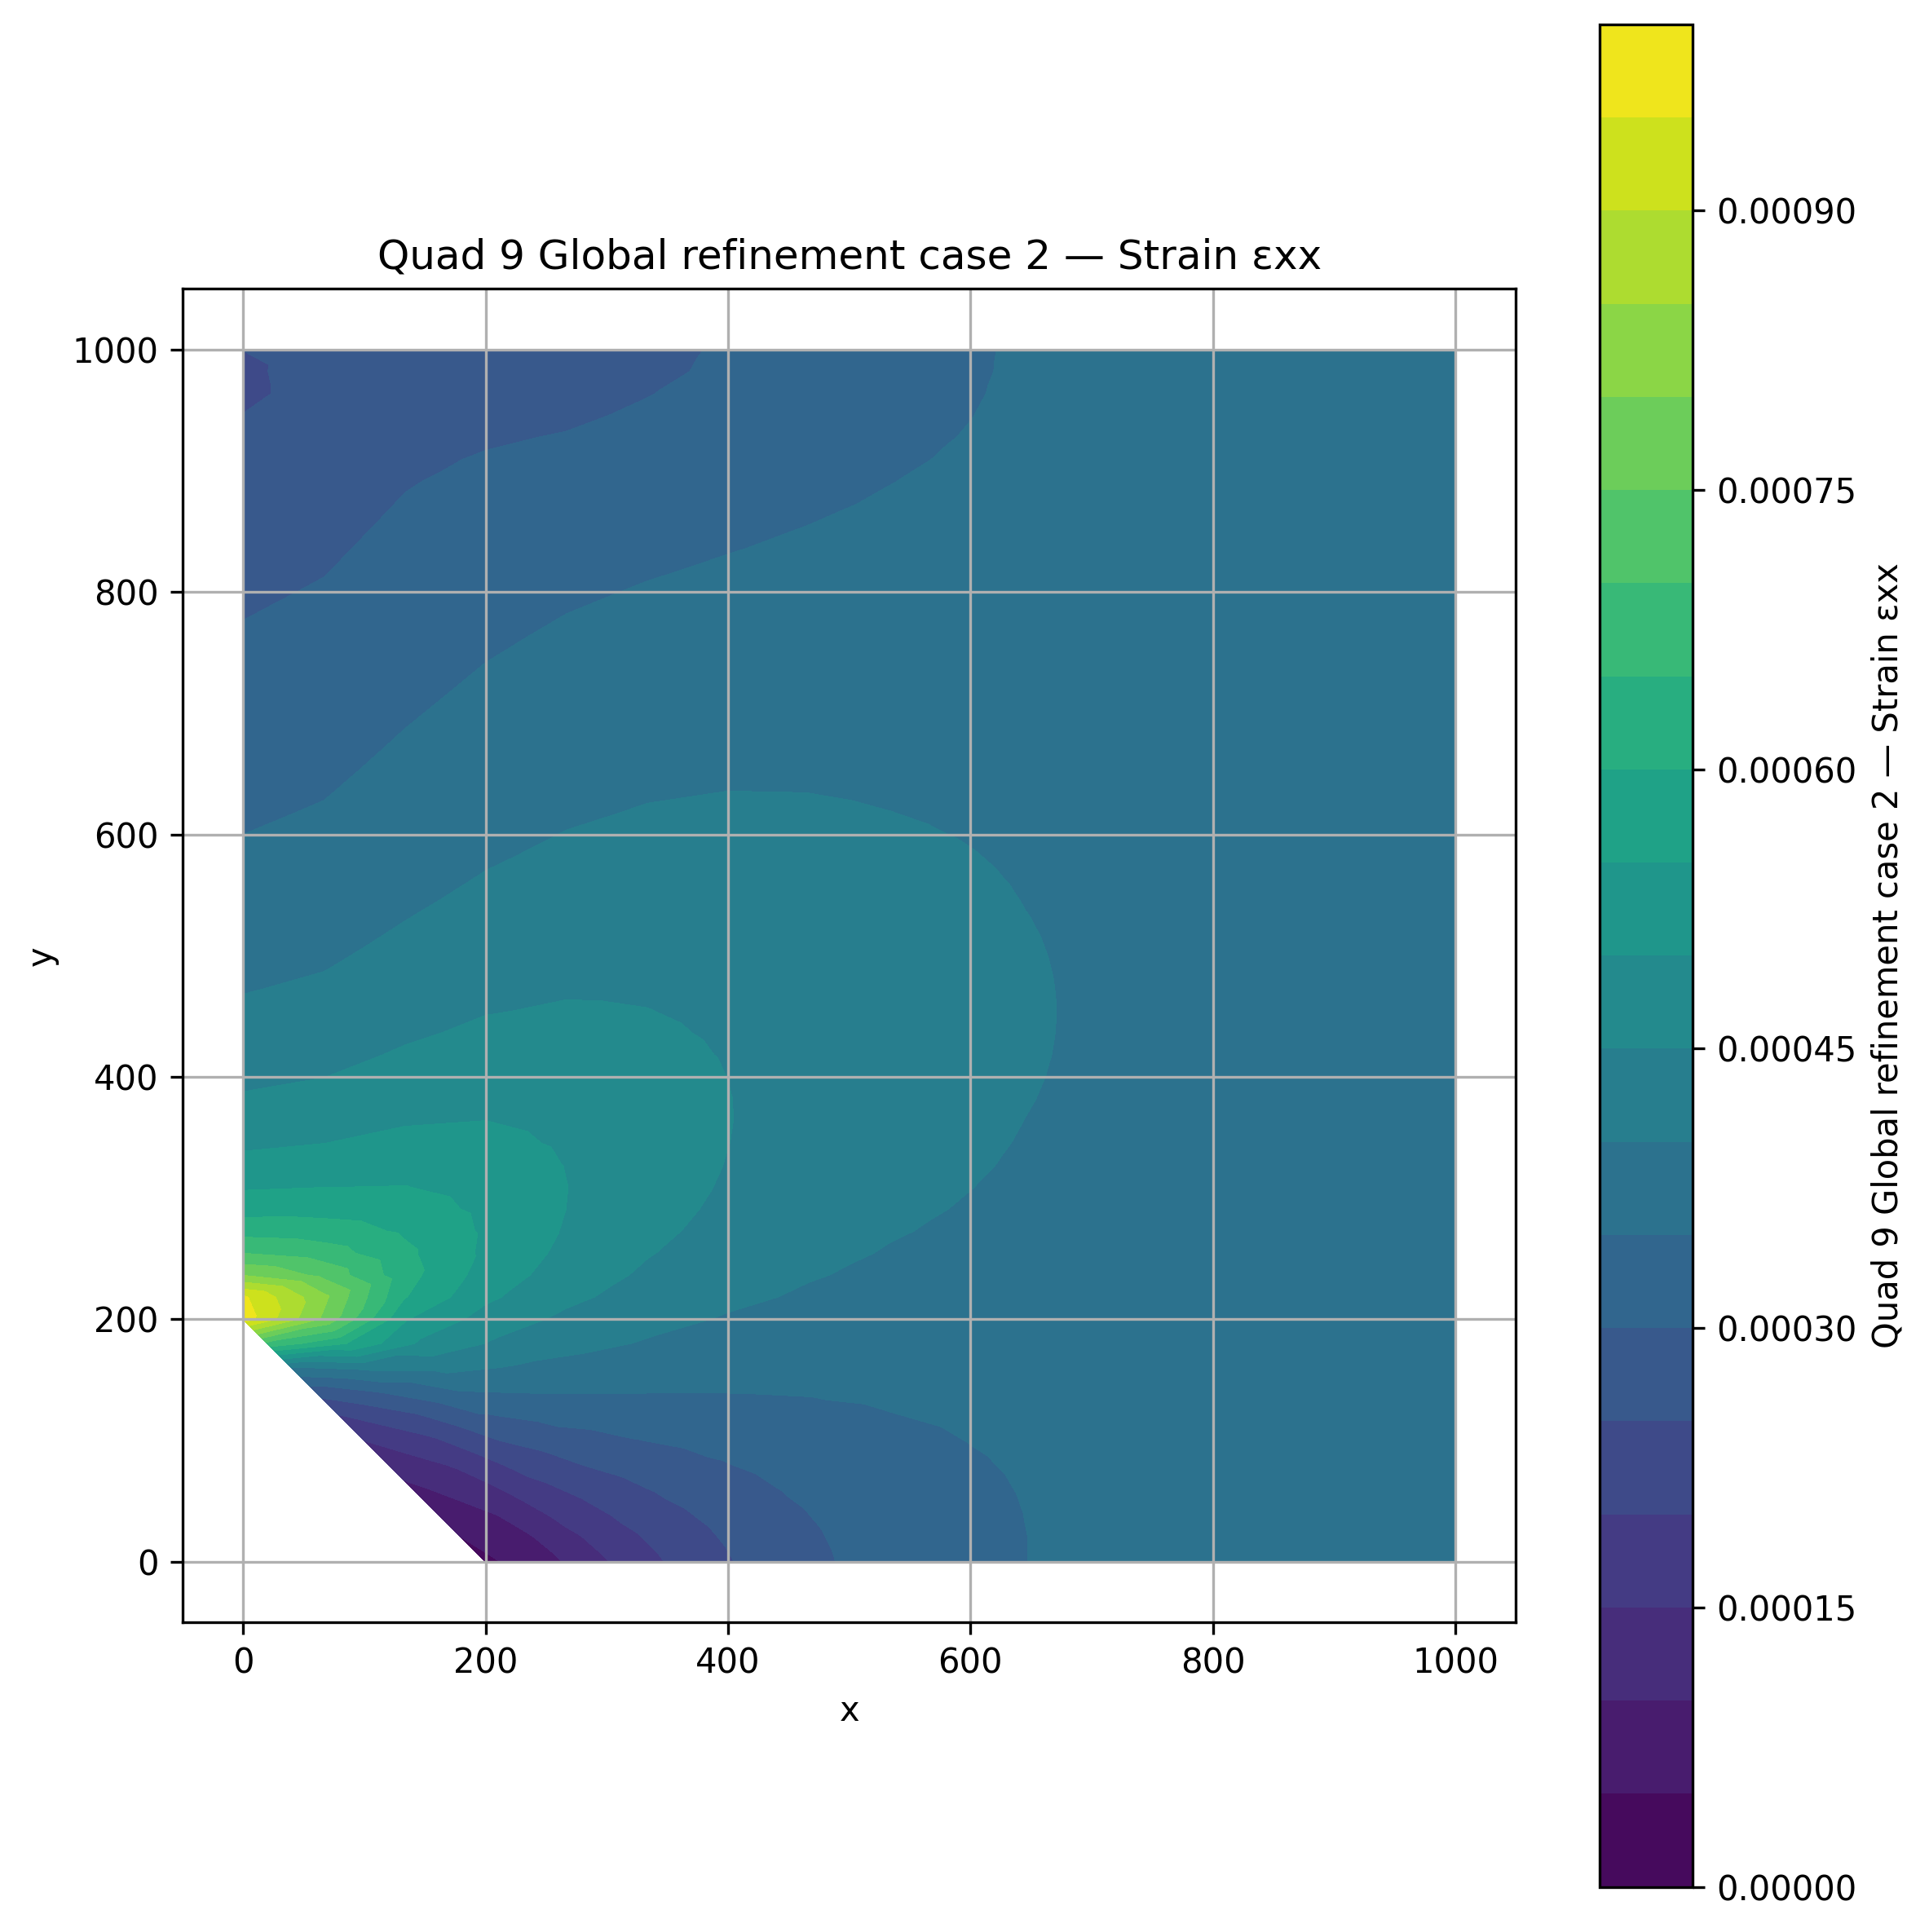 Quad 9 Global refinement case 2 — Strain εxx
1000
800
600
400
200
0
y
0 200 400 600 800 1000
x
0.00090
0.00075
0.00060
0.00045
0.00030
0.00015
0.00000
Quad 9 Global refinement case 2 — Strain εxx